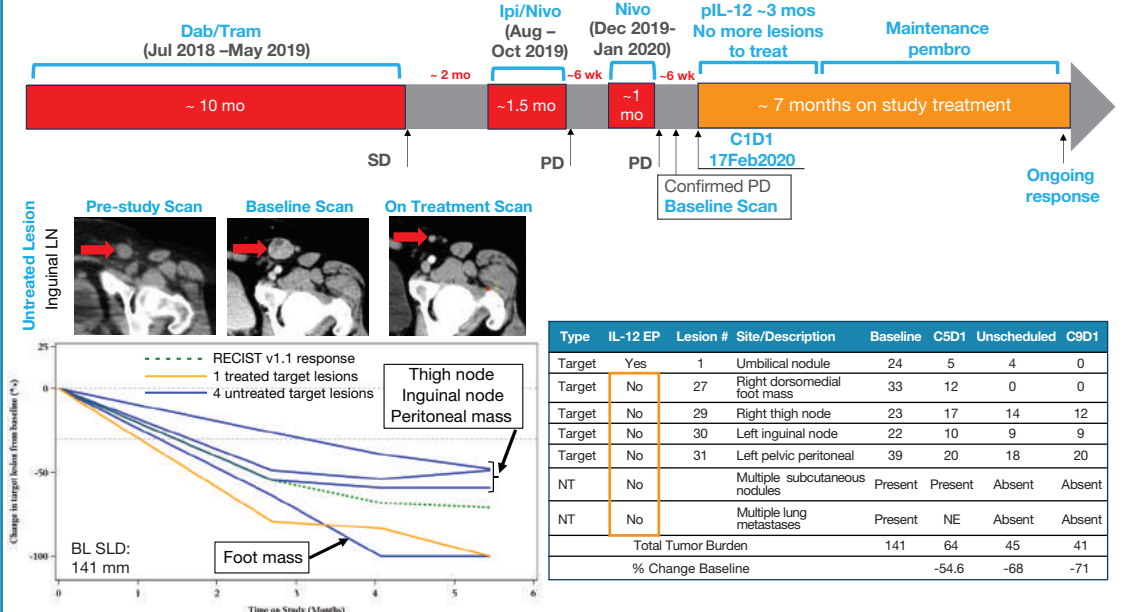 Dab/Tram
(Jul 2018 –May 2019)
Ipi/Nivo
(Aug –
Oct 2019)
Nivo
(Dec 2019-
Jan 2020)
pIL-12 ~3 mos
No more lesions
to treat
Maintenance
pembro
~ 10 mo
~ 2 mo
~1.5 mo
~6 wk
~1
mo
~6 wk
~ 7 months on study treatment
SD
PD
PD
C1D1
17Feb2020
Confirmed PD
Baseline Scan
Ongoing
response
Untreated Lesion
Inguinal LN
Pre-study Scan
Baseline Scan
On Treatment Scan
Change in target lesion from baseline (%)
25
0
-50
-100
RECIST v1.1 response
1 treated target lesions
4 untreated target lesions
Thigh node
Inguinal node
Peritoneal mass
Foot mass
BL SLD:
141 mm
0 1 2 3 4 5 6
Time on Study (Months)
Type IL-12 EP Lesion # Site/Description Baseline C5D1 Unscheduled C9D1
Target Yes 1 Umbilical nodule 24 5 4 0
Target No 27 Right dorsomedial foot mass 33 12 0 0
Target No 29 Right thigh node 23 17 14 12
Target No 30 Left inguinal node 22 10 9 9
Target No 31 Left pelvic peritoneal 39 20 18 20
NT No Multiple subcutaneous nodules Present Present Absent Absent
NT No Multiple lung metastases Present NE Absent Absent
Total Tumor Burden 141 64 45 41
% Change Baseline -54.6 -68 -71